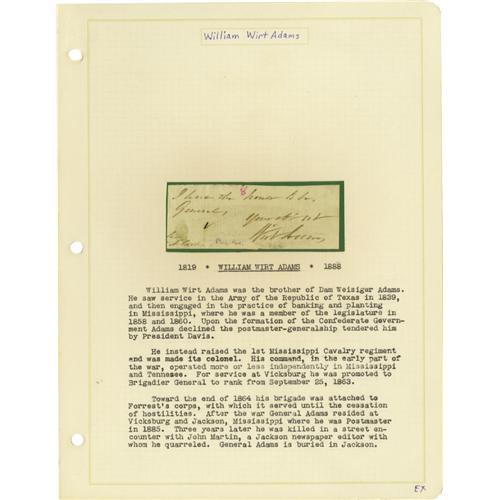 William Wirt Adams
8
I have the honor to be,
General,
Your obt svt
Wirt Adams
1819 * WILLIAM WIRT ADAMS * 1888
William Wirt Adams was the brother of Dam Weisiger Adams.
He saw service in the Army of the Republic of Texas in 1839,
and then engaged in the practice of banking and planting
in Mississippi, where he was a member of the legislature in
1858 and 1860. Upon the formation of the Confederate Govern-
ment Adams declined the postmaster-generalship tendered him
by President Davis.
He instead raised the 1st Mississippi Cavalry regiment
and was made its colonel. His command, in the early part of
the war, operated more or less independently in Mississippi
and Tennessee. For service at Vicksburg he was promoted to
Brigadier General to rank from September 25, 1863.
Toward the end of 1864 his brigade was attached to
Forrest's corps, with which it served until the cessation
of hostilities. After the war General Adams resided at
Vicksburg and Jackson, Mississippi where he was Postmaster
in 1885. Three years later he was killed in a street en-
counter with John Martin, a Jackson newspaper editor with
whom he quarreled. General Adams is buried in Jackson.
EX